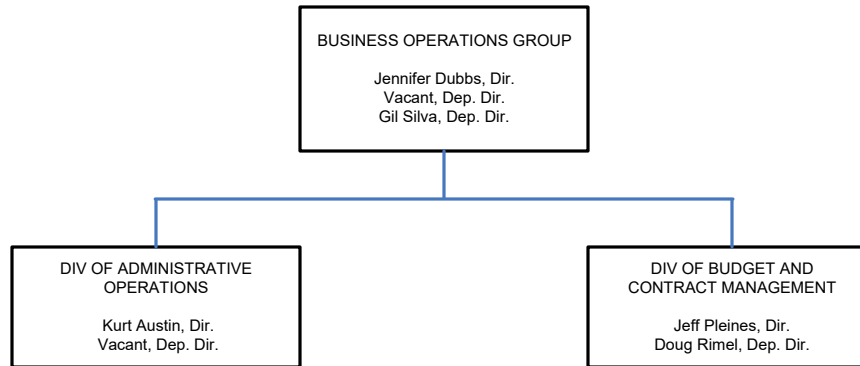 BUSINESS OPERATIONS GROUP
Jennifer Dubbs, Dir.
Vacant, Dep. Dir.
Gil Silva, Dep. Dir.
DIV OF ADMINISTRATIVE
OPERATIONS
Kurt Austin, Dir.
Vacant, Dep. Dir.
DIV OF BUDGET AND
CONTRACT MANAGEMENT
Jeff Pleines, Dir.
Doug Rimel, Dep. Dir.